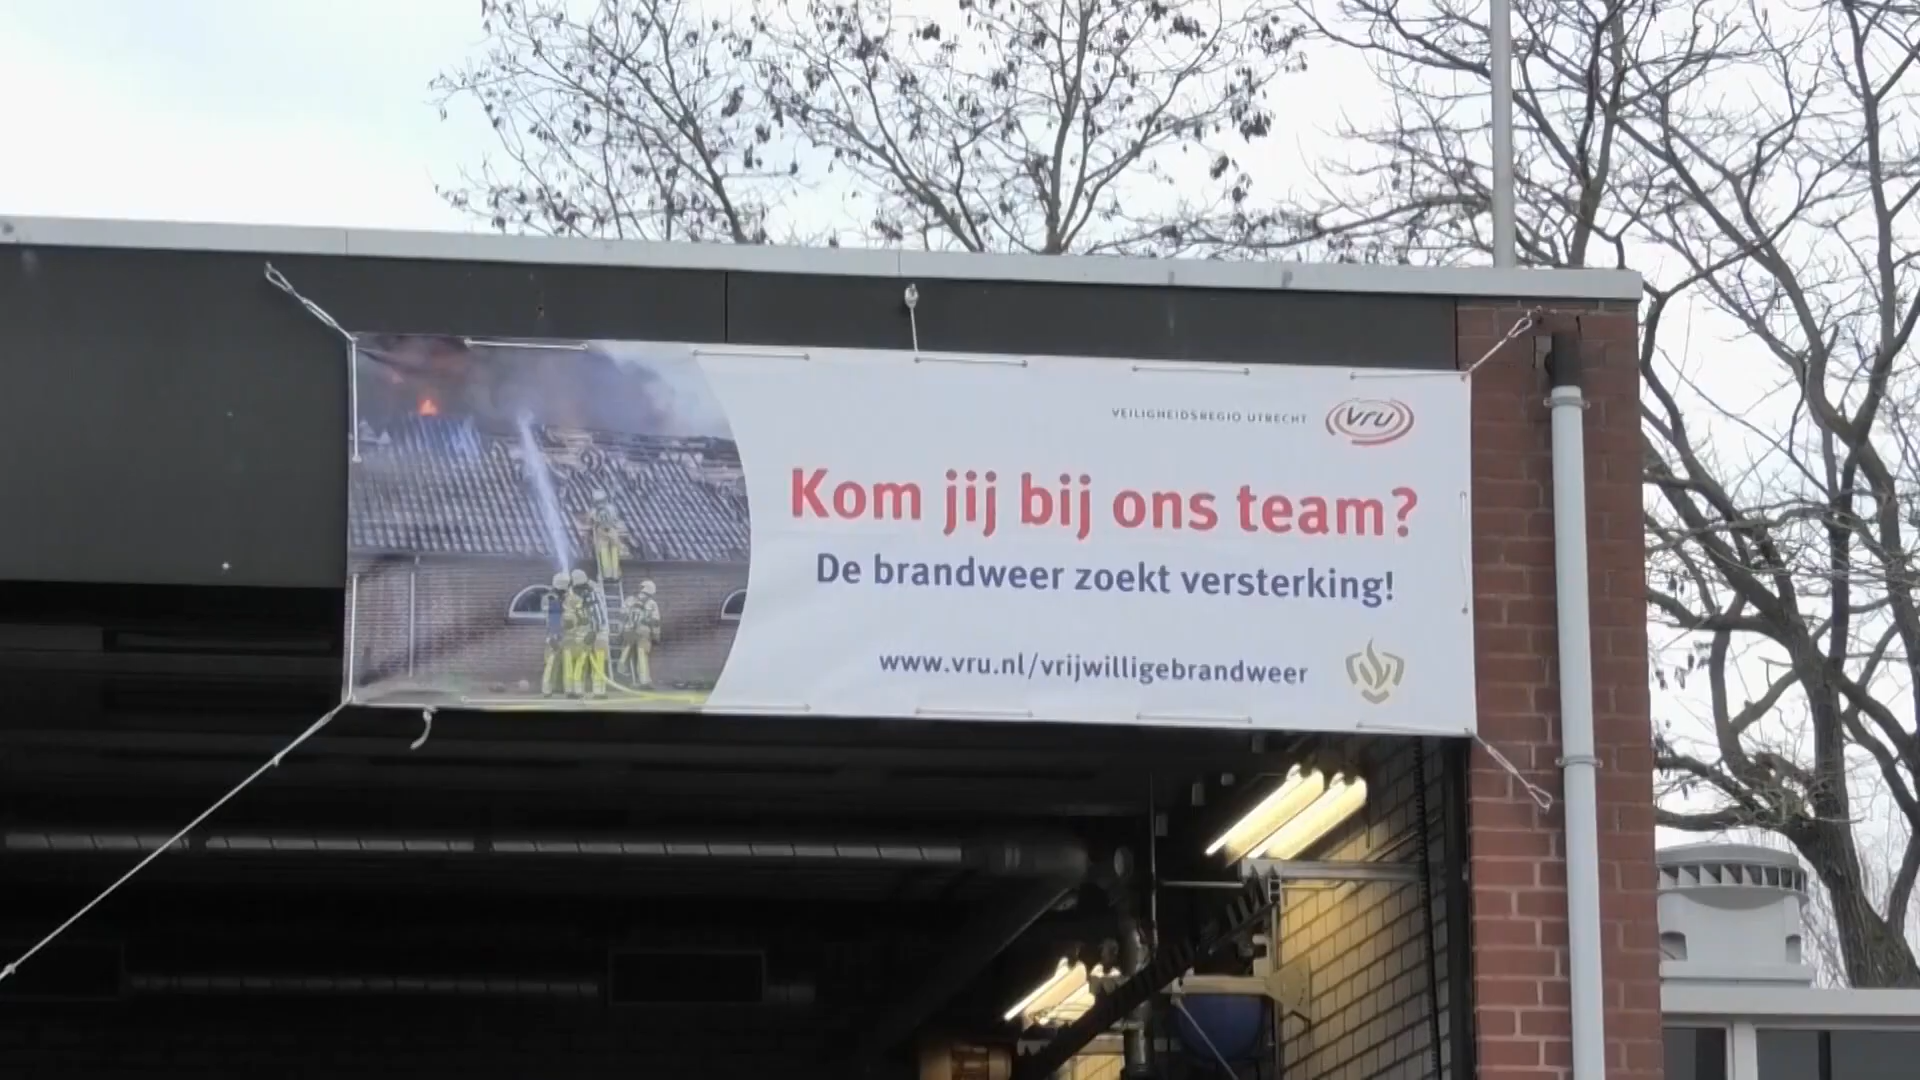 VEILIGHEIDSREGIO UTRECHT
vru
Kom jij bij ons team?
De brandweer zoekt versterking!
www.vru.nl/vrijwilligebrandweer